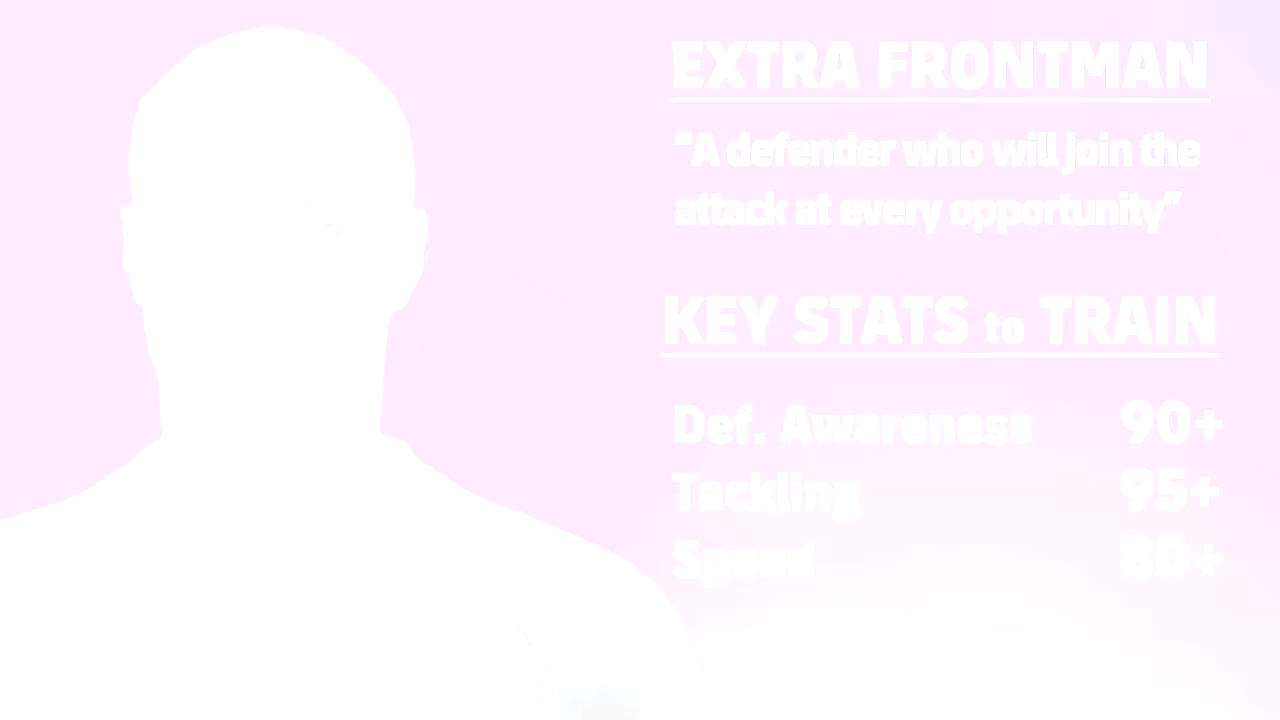 EXTRA FRONTMAN
“A defender who will join the
attack at every opportunity”
KEY STATS to TRAIN
Def. Awareness 90+
Tackling 95+
Speed 80+